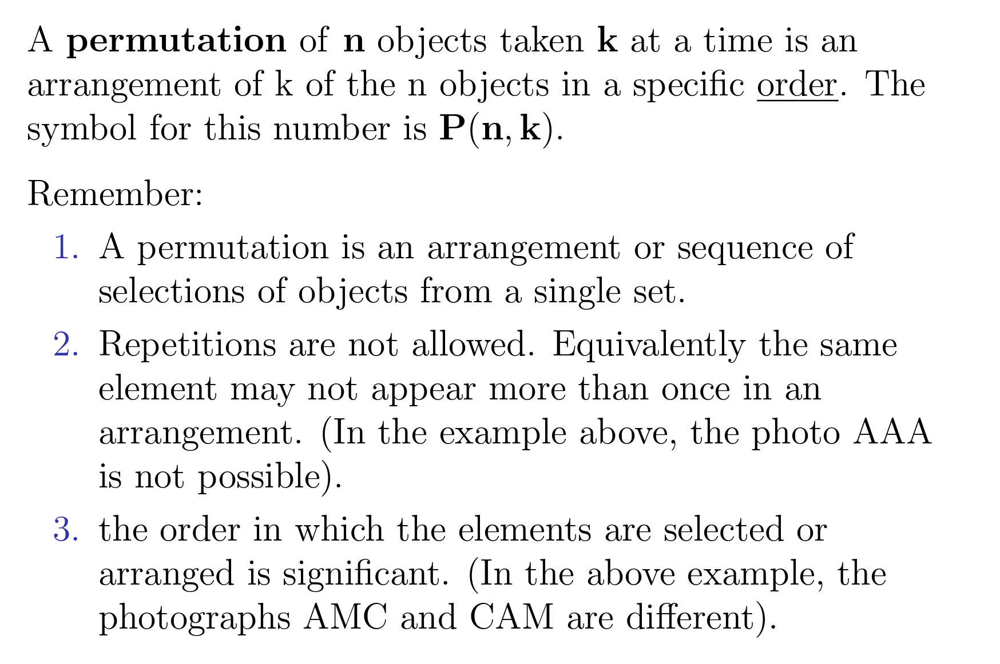 A permutation of n objects taken k at a time is an
arrangement of k of the n objects in a specific order. The
symbol for this number is P(n, k).
Remember:
1. A permutation is an arrangement or sequence of
selections of objects from a single set.
2. Repetitions are not allowed. Equivalently the same
element may not appear more than once in an
arrangement. (In the example above, the photo AAA
is not possible).
3. the order in which the elements are selected or
arranged is significant. (In the above example, the
photographs AMC and CAM are different).